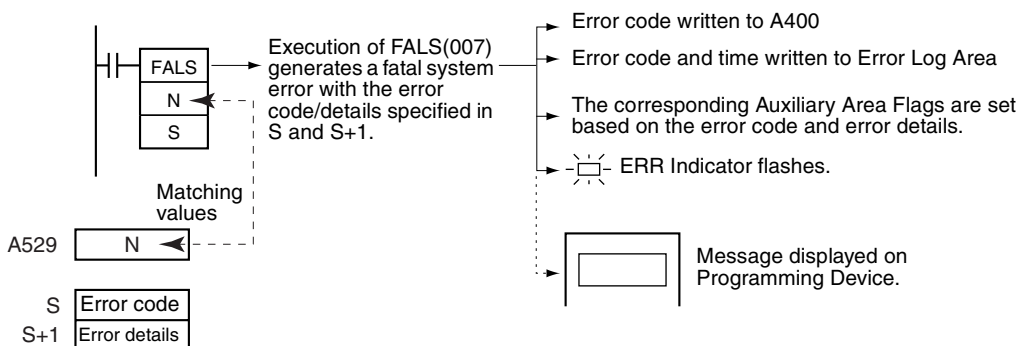 FALS
N
S
Execution of FALS(007)
generates a fatal system
error with the error
code/details specified in
S and S+1.
Error code written to A400
Error code and time written to Error Log Area
The corresponding Auxiliary Area Flags are set
based on the error code and error details.
ERR Indicator flashes.
Matching
values
A529 N
Message displayed on
Programming Device.
S Error code
S+1 Error details